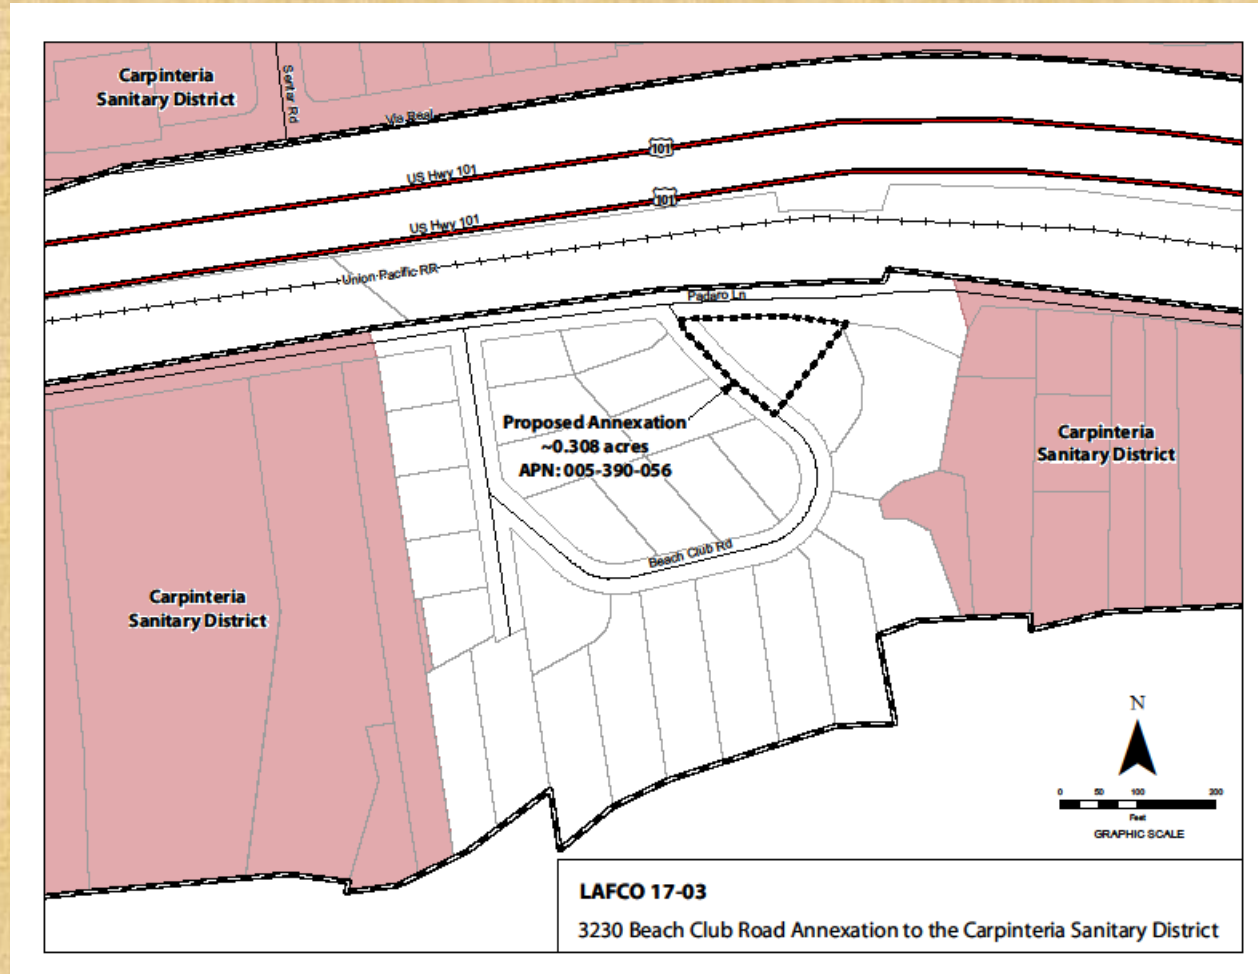 Carpinteria
Sanitary District
Sentar Rd
Via Real
101
US Hwy 101
101
US Hwy 101
Union Pacific RR
Padaro Ln
Proposed Annexation
~0.308 acres
APN: 005-390-056
Carpinteria
Sanitary District
Beach Club Rd
Carpinteria
Sanitary District
N
0 50 100 200
Feet
GRAPHIC SCALE
LAFCO 17-03
3230 Beach Club Road Annexation to the Carpinteria Sanitary District